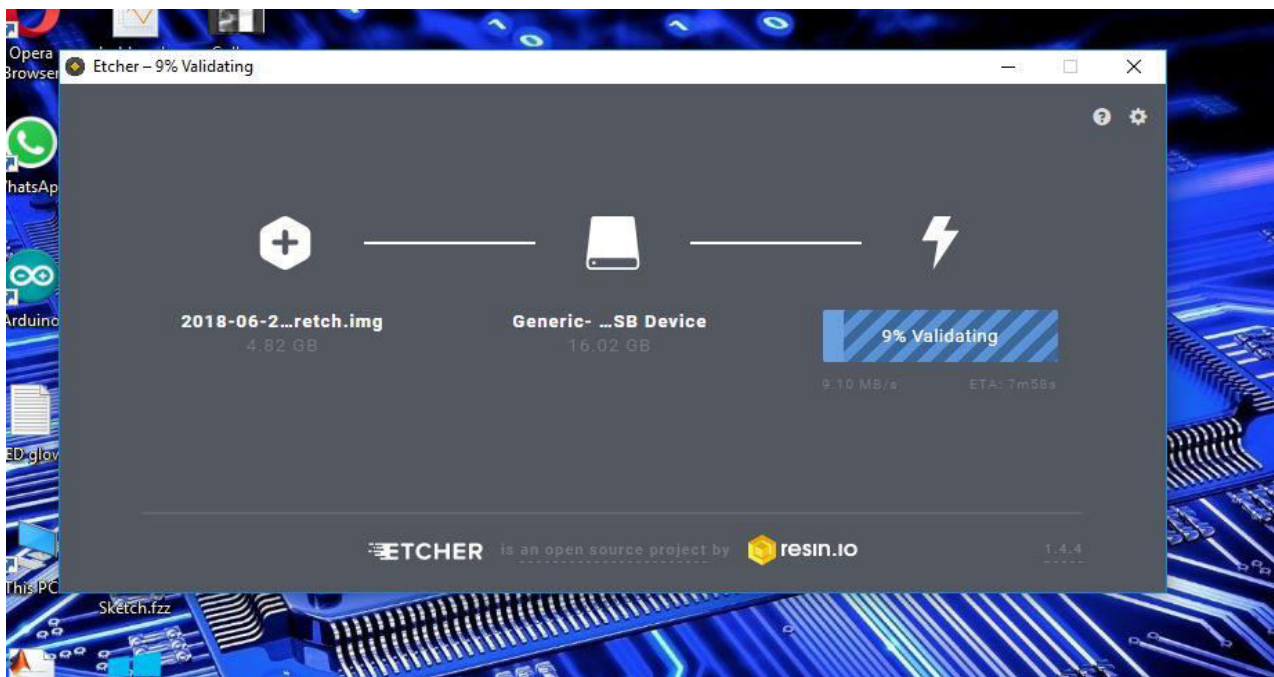 Opera
Browser
Etcher – 9% Validating
hatsAp
Arduino
2018-06-2...retch.img
Generic- ...SB Device
9% Validating
4.82 GB
16.02 GB
9.10 MB/s
ETA: 7m58s
ED glow
ETCHER is an open source project by resin.io
1.4.4
This PC
Sketch.fzz